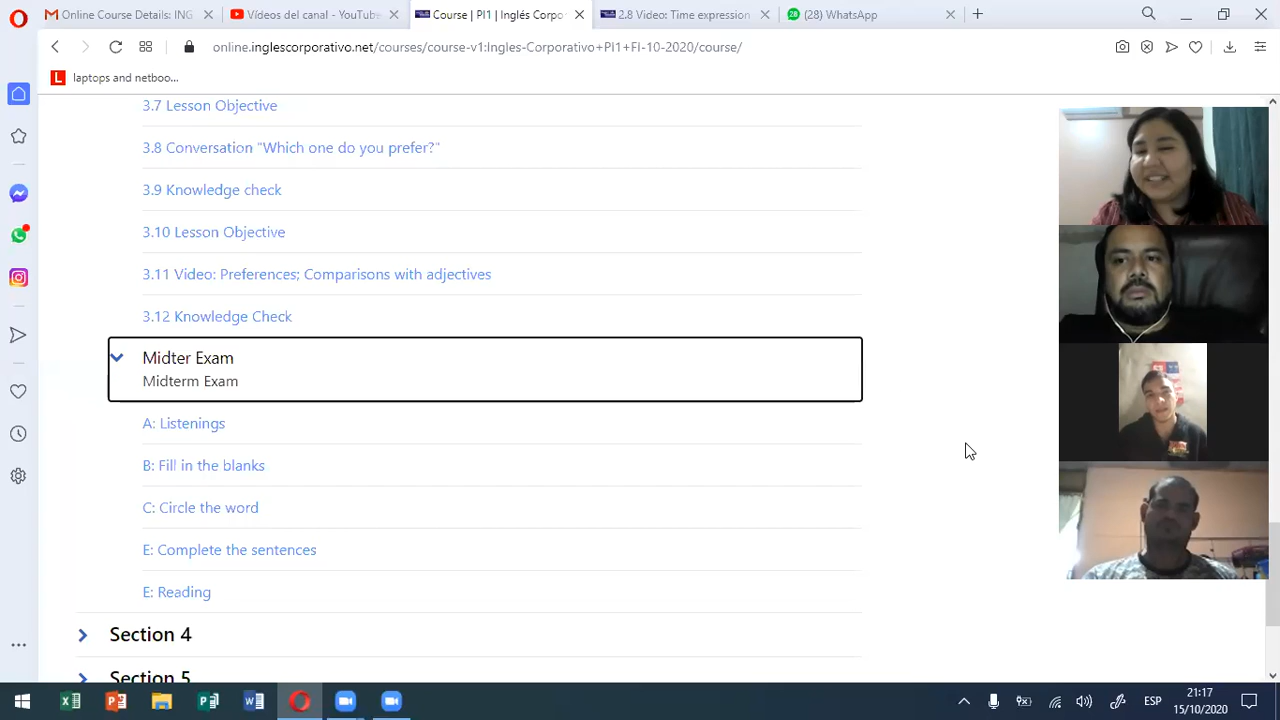 Online Course Details: ING
Vídeos del canal - YouTube
Course | PI1 | Inglés Corpo
2.8 Video: Time expression
(28) WhatsApp
online.inglescorporativo.net/courses/course-v1:Ingles-Corporativo+PI1+FI-10-2020/course/
L laptops and netboo...
3.7 Lesson Objective
3.8 Conversation "Which one do you prefer?"
3.9 Knowledge check
3.10 Lesson Objective
3.11 Video: Preferences; Comparisons with adjectives
3.12 Knowledge Check
Midter Exam
Midterm Exam
A: Listenings
B: Fill in the blanks
C: Circle the word
E: Complete the sentences
E: Reading
Section 4
Section 5
ESP
21:17
15/10/2020